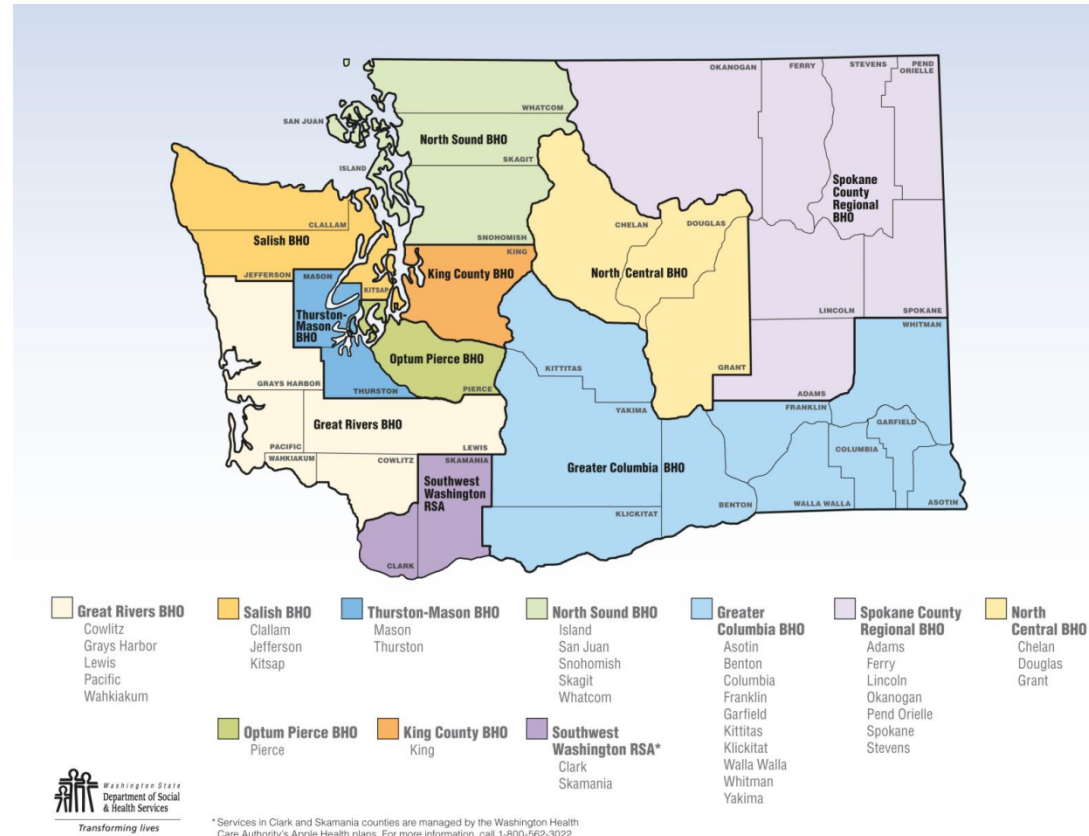 OKANOGAN
FERRY
STEVENS
PEND
ORIELLE
WHATCOM
SAN JUAN
North Sound BHO
SKAGIT
ISLAND
Spokane
County
Regional
BHO
CLALLAM
CHELAN
DOUGLAS
Salish BHO
SNOHOMISH
KING
JEFFERSON
MASON
KITSAP
King County BHO
North Central BHO
Thurston-
Mason
BHO
LINCOLN
SPOKANE
WHITMAN
Optum Pierce BHO
KITTITAS
GRANT
GRAYS HARBOR
THURSTON
PIERCE
ADAMS
YAKIMA
FRANKLIN
GARFIELD
Great Rivers BHO
PACIFIC
LEWIS
COLUMBIA
WAHKIAKUM
COWLITZ
SKAMANIA
Greater Columbia BHO
Southwest
Washington
RSA
BENTON
WALLA WALLA
ASOTIN
KLICKITAT
CLARK
Great Rivers BHO
Cowlitz
Grays Harbor
Lewis
Pacific
Wahkiakum
Salish BHO
Clallam
Jefferson
Kitsap
Thurston-Mason BHO
Mason
Thurston
North Sound BHO
Island
San Juan
Snohomish
Skagit
Whatcom
Greater
Columbia BHO
Asotin
Benton
Columbia
Franklin
Garfield
Kittitas
Klickitat
Walla Walla
Whitman
Yakima
Spokane County
Regional BHO
Adams
Ferry
Lincoln
Okanogan
Pend Orielle
Spokane
Stevens
North
Central BHO
Chelan
Douglas
Grant
Optum Pierce BHO
Pierce
King County BHO
King
Southwest
Washington RSA*
Clark
Skamania
Washington State
Department of Social
& Health Services
Transforming lives
* Services in Clark and Skamania counties are managed by the Washington Health
Care Authority's Apple Health plans. For more information, call 1-800-562-3022